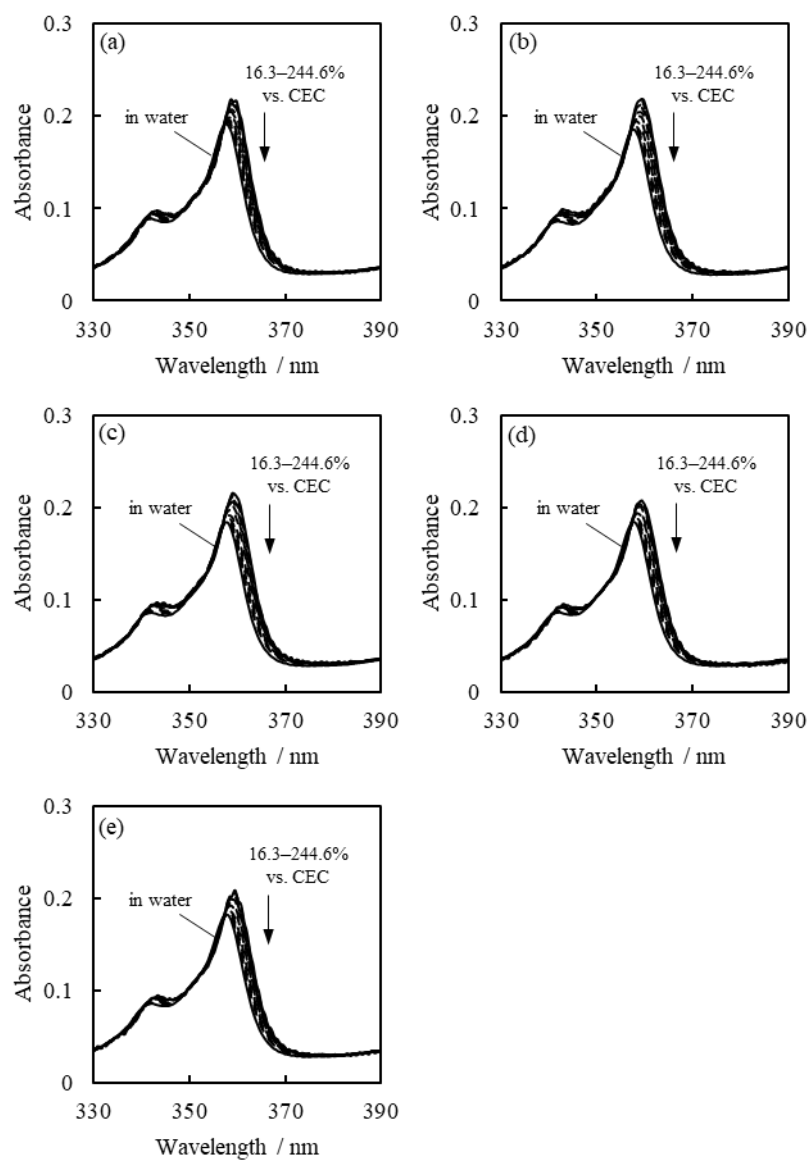 (a)
0.3
0.2
0.1
0
Absorbance
16.3–244.6%
vs. CEC
in water
330 350 370 390
Wavelength / nm
(b)
0.3
0.2
0.1
0
Absorbance
16.3–244.6%
vs. CEC
in water
330 350 370 390
Wavelength / nm
(c)
0.3
0.2
0.1
0
Absorbance
16.3–244.6%
vs. CEC
in water
330 350 370 390
Wavelength / nm
(d)
0.3
0.2
0.1
0
Absorbance
16.3–244.6%
vs. CEC
in water
330 350 370 390
Wavelength / nm
(e)
0.3
0.2
0.1
0
Absorbance
16.3–244.6%
vs. CEC
in water
330 350 370 390
Wavelength / nm